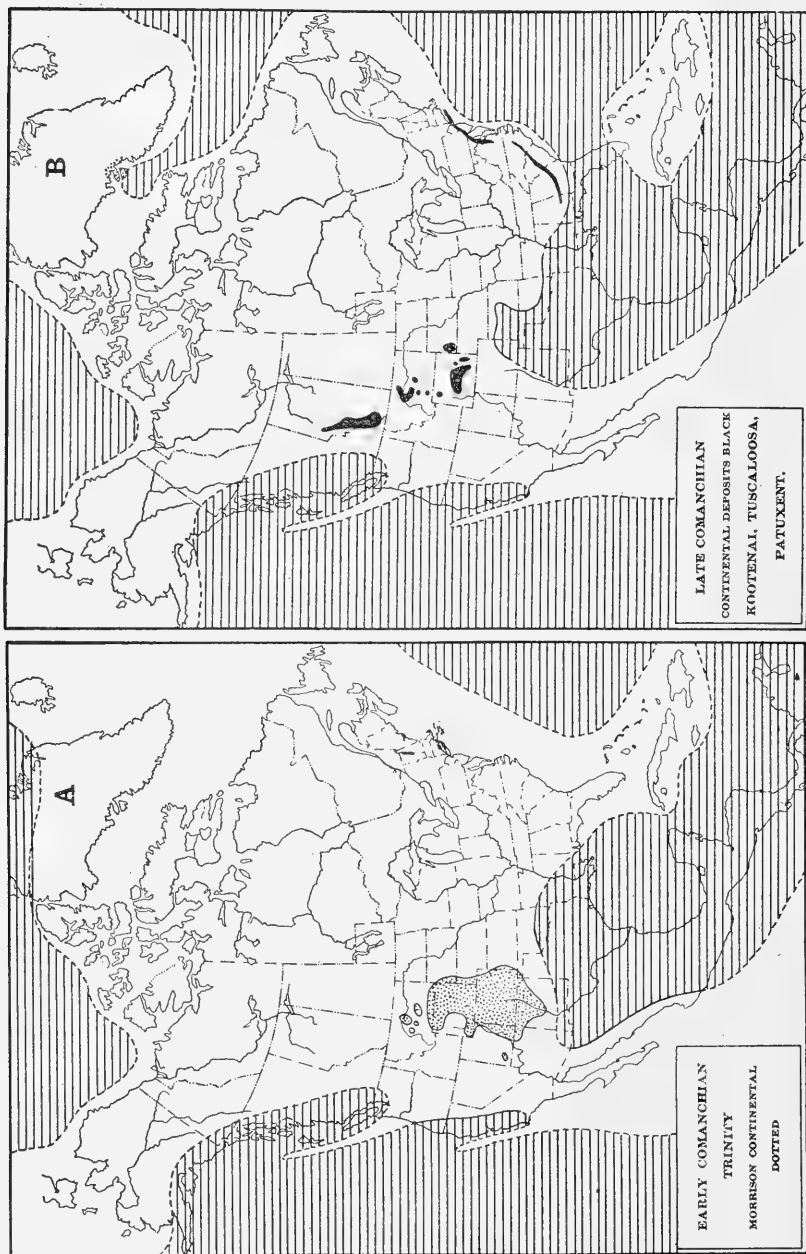 A
EARLY COMANCHIAN
TRINITY
MORRISON CONTINENTAL
DOTTED
B
LATE COMANCHIAN
CONTINENTAL DEPOSITS BLACK
KOOTENAI, TUSCALOOSA,
PATUXENT.